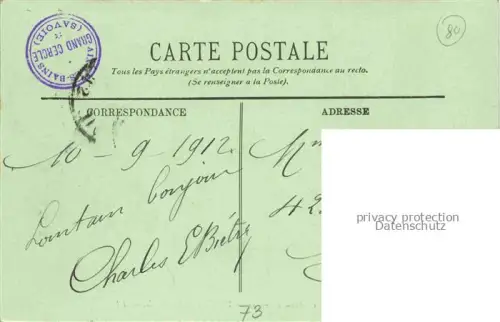 AIX-LES-BAINS
GRAND CERCLE
(SAVOIE)
80
CARTE POSTALE
Tous les Pays étrangers n'acceptent pas la Correspondance au recto.
(Se renseigner à la Poste).
CORRESPONDANCE
ADRESSE
10-9-1912.
Lointain bonjour
Charles E
M
42
privacy protection
Datenschutz
73